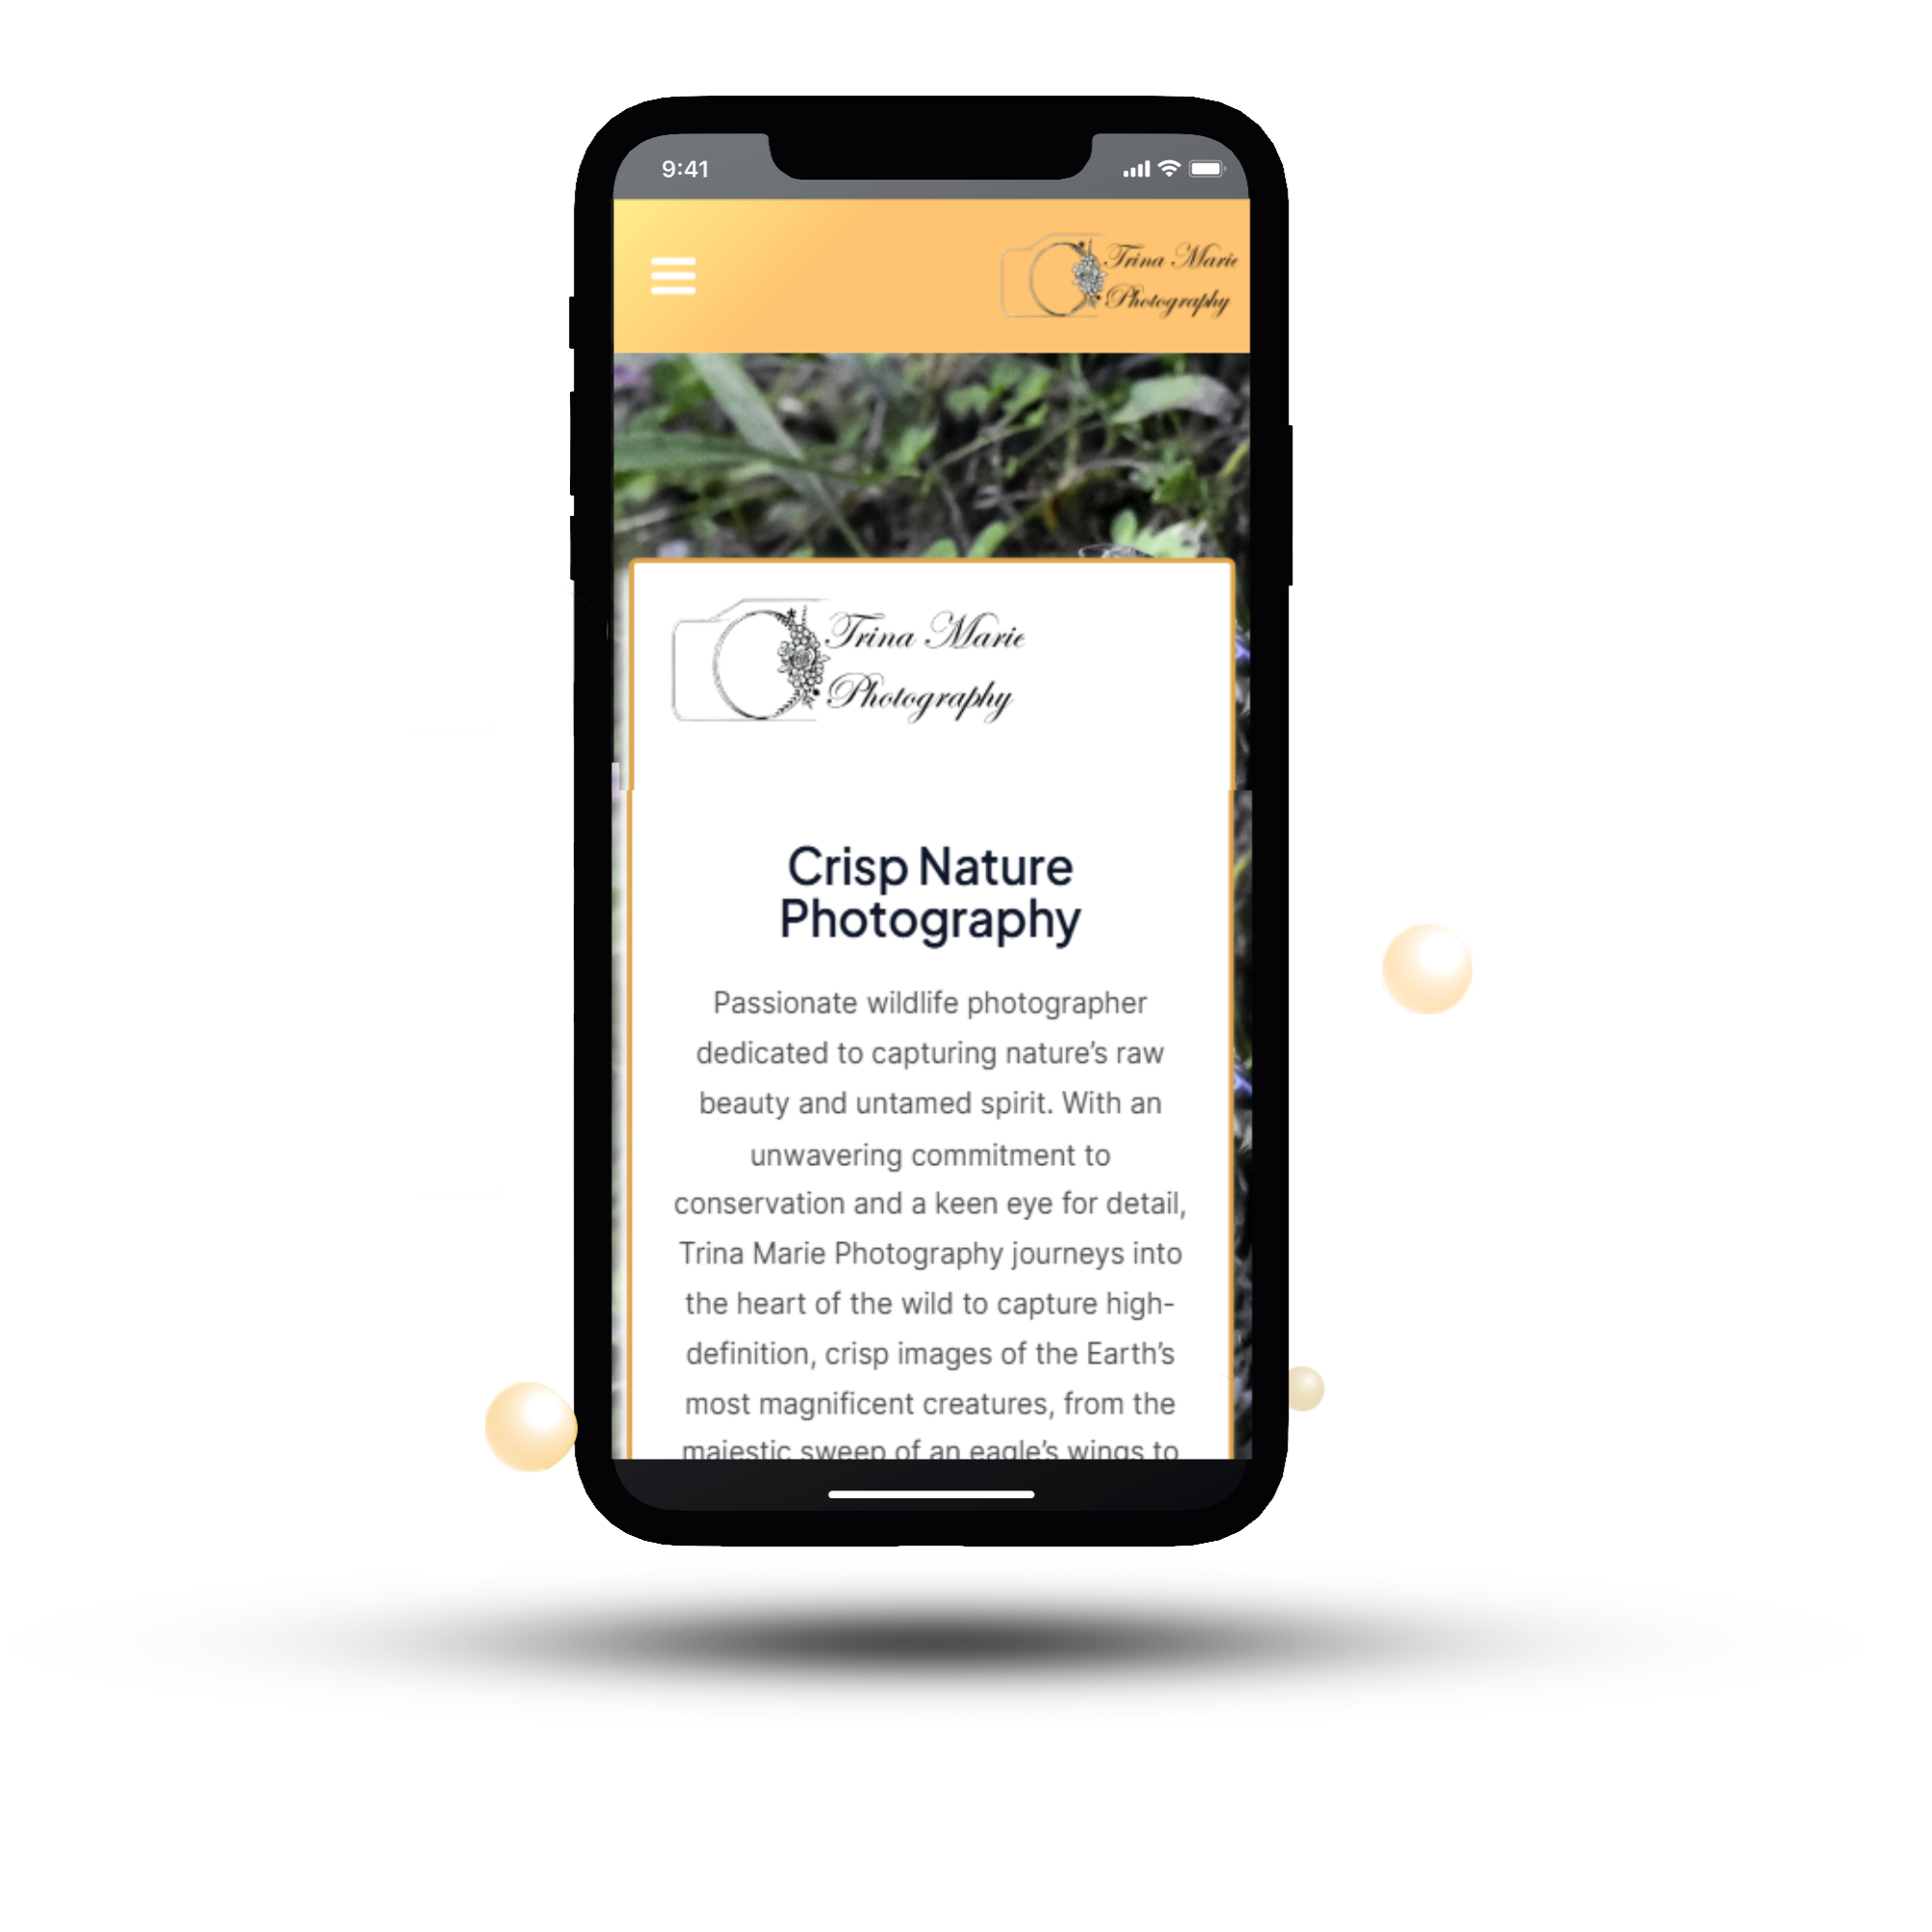 9:41
Trina Marie
Photography
Trina Marie
Photography
Crisp Nature
Photography
Passionate wildlife photographer
dedicated to capturing nature’s raw
beauty and untamed spirit. With an
unwavering commitment to
conservation and a keen eye for detail,
Trina Marie Photography journeys into
the heart of the wild to capture high-
definition, crisp images of the Earth’s
most magnificent creatures, from the
majestic sweep of an eagle’s wings to